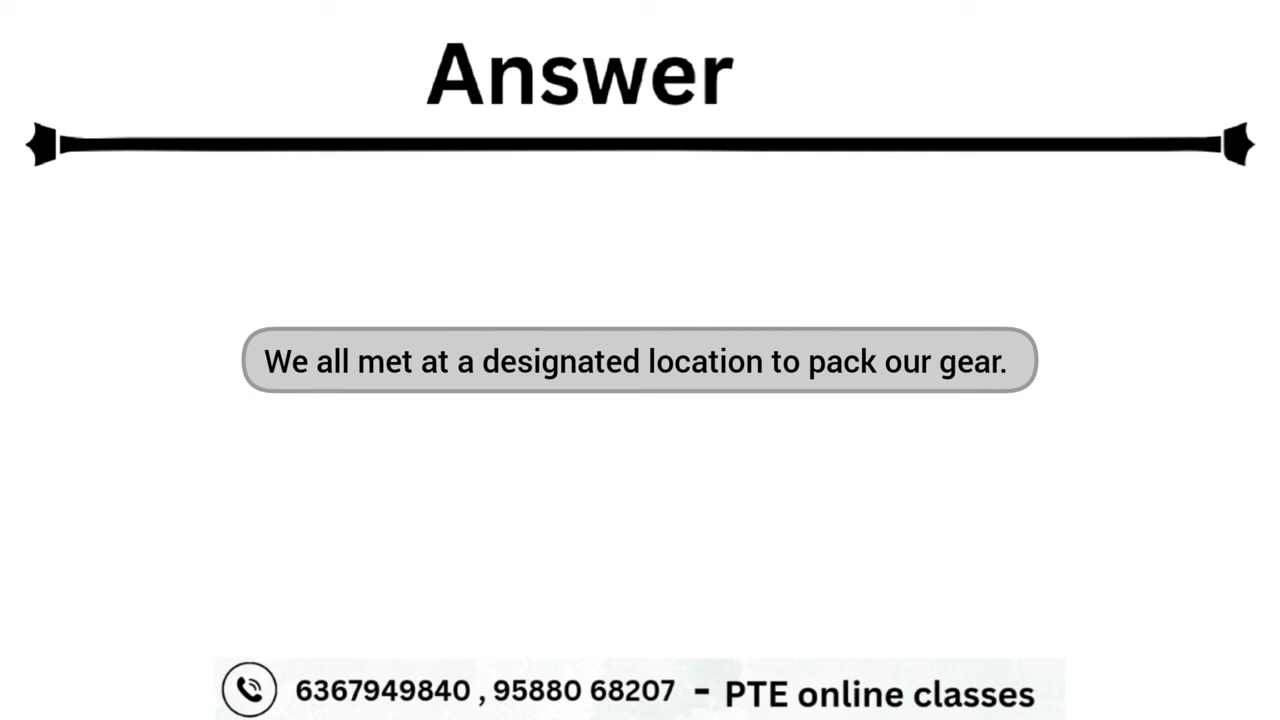 Answer
We all met at a designated location to pack our gear.
6367949840 , 95880 68207 - PTE online classes